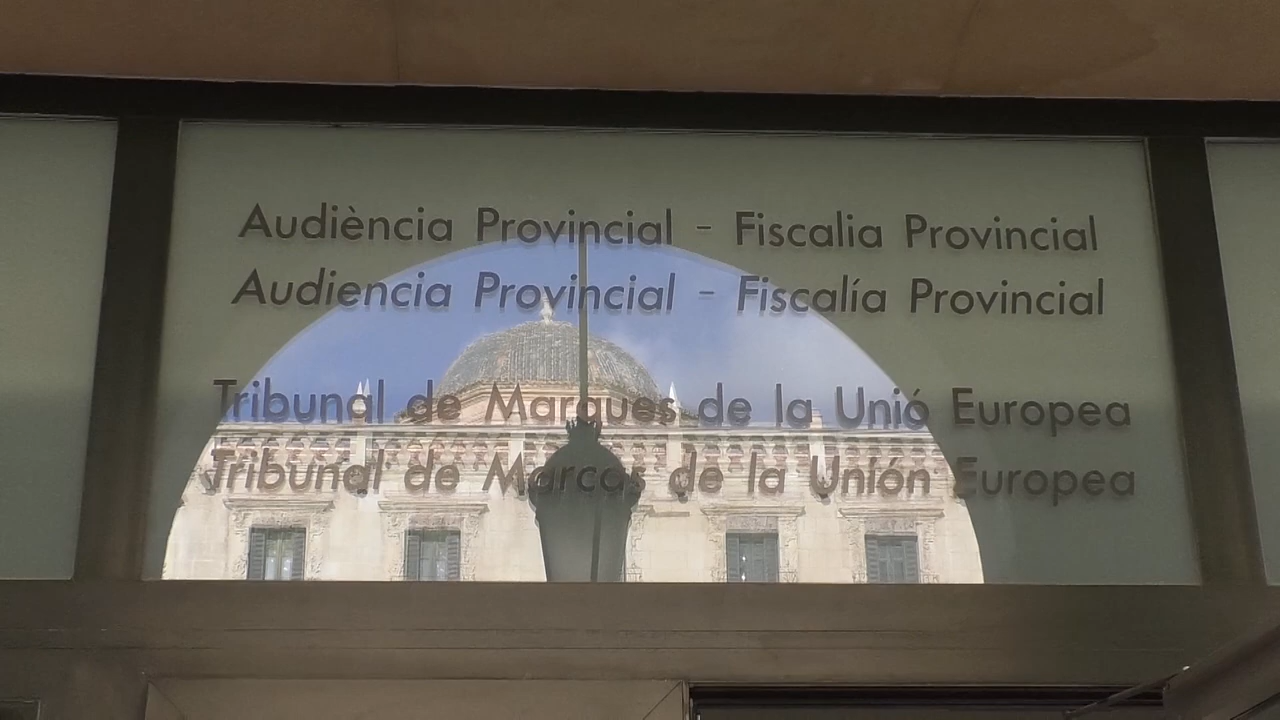 Audiència Provincial - Fiscalia Provincial
Audiencia Provincial - Fiscalía Provincial
Tribunal de Marques de la Unió Europea
Tribunal de Marcas de la Unión Europea